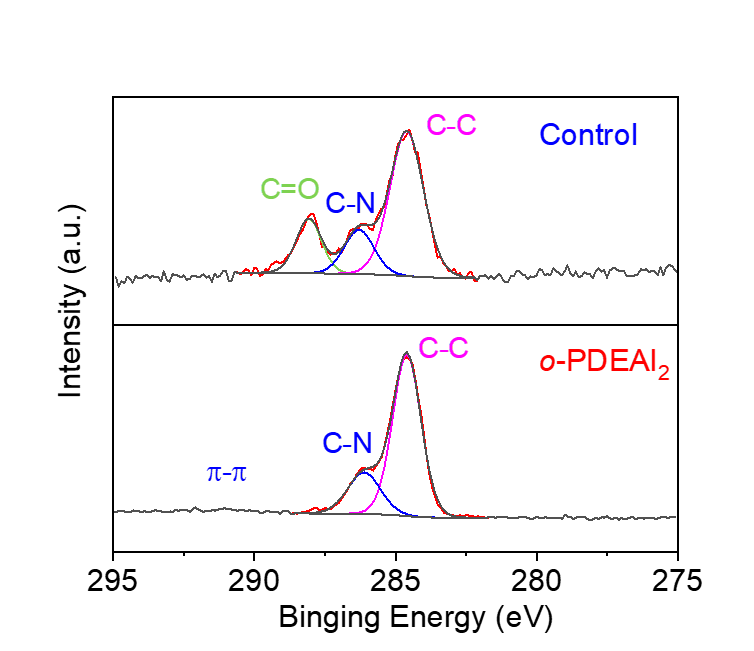 C-C
Control
C=O
C-N
Intensity (a.u.)
C-C
o-PDEAI2
C-N
π-π
295 290 285 280 275
Binging Energy (eV)